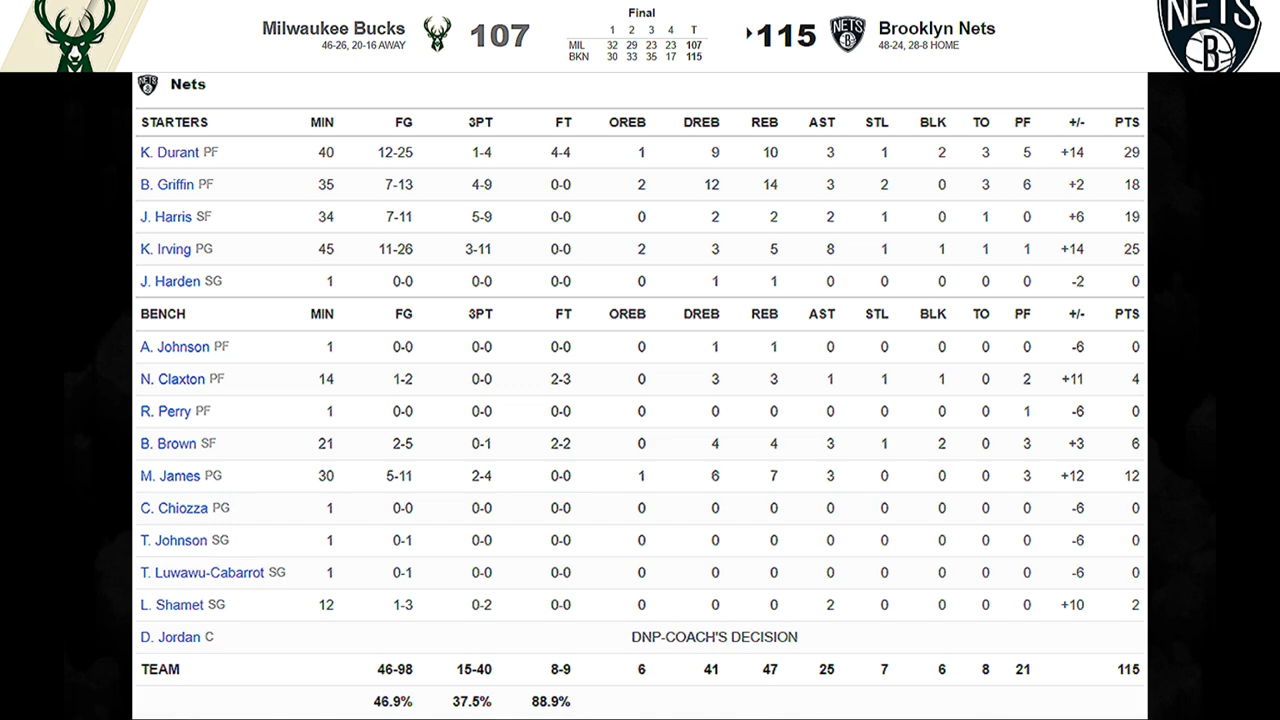 Final
Milwaukee Bucks 107 115 Brooklyn Nets
46-26, 20-16 AWAY 48-24, 28-8 HOME
1 2 3 4 T
MIL 32 29 23 23 107
BKN 30 33 35 17 115
NETS
B
Nets
STARTERS MIN FG 3PT FT OREB DREB REB AST STL BLK TO PF +/- PTS
K. Durant PF 40 12-25 1-4 4-4 1 9 10 3 1 2 3 5 +14 29
B. Griffin PF 35 7-13 4-9 0-0 2 12 14 3 2 0 3 6 +2 18
J. Harris SF 34 7-11 5-9 0-0 0 2 2 2 1 0 1 0 +6 19
K. Irving PG 45 11-26 3-11 0-0 2 3 5 8 1 1 1 1 +14 25
J. Harden SG 1 0-0 0-0 0-0 0 1 1 0 0 0 0 0 -2 0
BENCH MIN FG 3PT FT OREB DREB REB AST STL BLK TO PF +/- PTS
A. Johnson PF 1 0-0 0-0 0-0 0 1 1 0 0 0 0 0 -6 0
N. Claxton PF 14 1-2 0-0 2-3 0 3 3 1 1 1 0 2 +11 4
R. Perry PF 1 0-0 0-0 0-0 0 0 0 0 0 0 0 1 -6 0
B. Brown SF 21 2-5 0-1 2-2 0 4 4 3 1 2 0 3 +3 6
M. James PG 30 5-11 2-4 0-0 1 6 7 3 0 0 0 3 +12 12
C. Chiozza PG 1 0-0 0-0 0-0 0 0 0 0 0 0 0 0 -6 0
T. Johnson SG 1 0-1 0-0 0-0 0 0 0 0 0 0 0 0 -6 0
T. Luwawu-Cabarrot SG 1 0-1 0-0 0-0 0 0 0 0 0 0 0 0 -6 0
L. Shamet SG 12 1-3 0-2 0-0 0 0 0 2 0 0 0 0 +10 2
D. Jordan C DNP-COACH'S DECISION
TEAM 46-98 15-40 8-9 6 41 47 25 7 6 8 21 115
46.9% 37.5% 88.9%